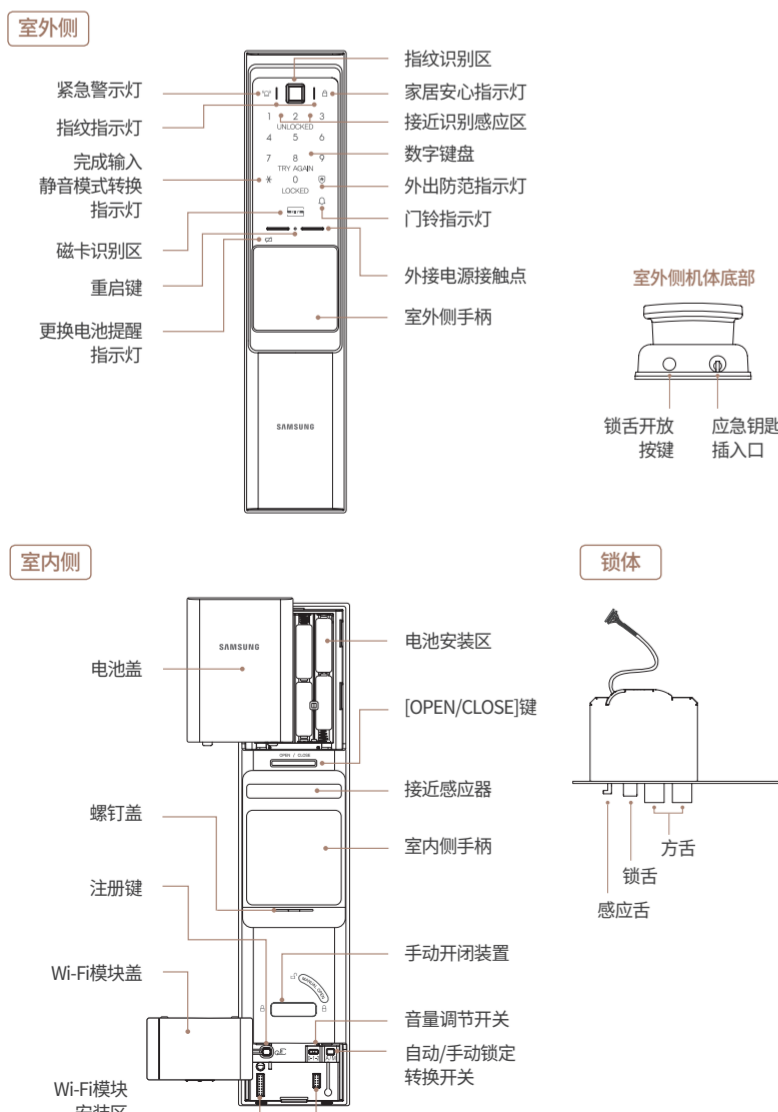 室外侧
指纹识别区
紧急警示灯
家居安心指示灯
指纹指示灯
接近识别感应区
1 2 3
UNLOCKED
4 5 6
完成输入
静音模式转换
指示灯
数字键盘
7 8 9
TRY AGAIN
0
LOCKED
外出防范指示灯
门铃指示灯
磁卡识别区
重启键
外接电源接触点
室外侧机体底部
更换电池提醒
指示灯
室外侧手柄
SAMSUNG
锁舌开放
按键
应急钥匙
插入口
室内侧
锁体
SAMSUNG
电池盖
电池安装区
OPEN / CLOSE
[OPEN/CLOSE]键
接近感应器
螺钉盖
室内侧手柄
方舌
锁舌
注册键
感应舌
手动开闭装置
MANUAL OPEN
Wi-Fi模块盖
音量调节开关
自动/手动锁定
转换开关
Wi-Fi模块
安装区